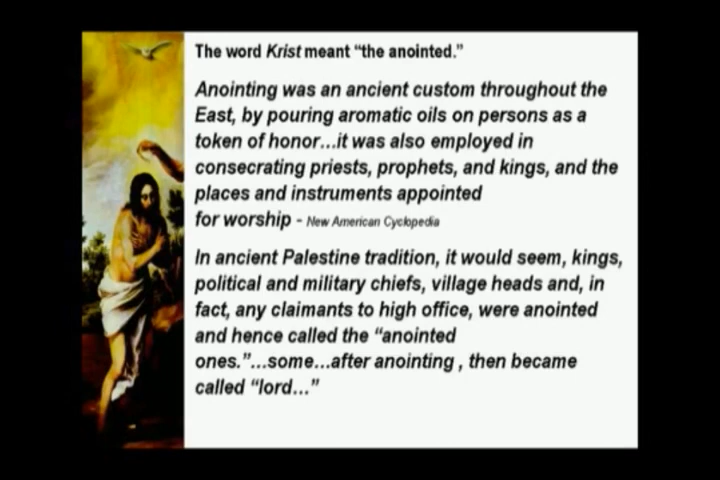 The word Krist meant “the anointed.”
Anointing was an ancient custom throughout the
East, by pouring aromatic oils on persons as a
token of honor…it was also employed in
consecrating priests, prophets, and kings, and the
places and instruments appointed
for worship - New American Cyclopedia
In ancient Palestine tradition, it would seem, kings,
political and military chiefs, village heads and, in
fact, any claimants to high office, were anointed
and hence called the “anointed
ones.”…some…after anointing , then became
called “lord…”